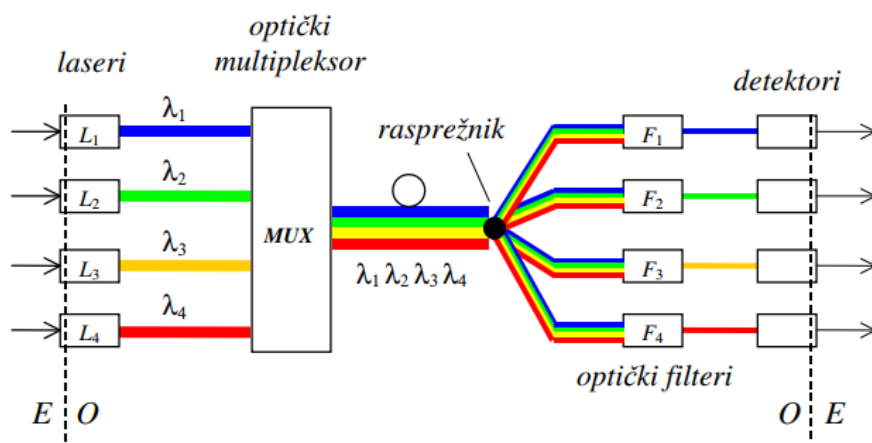 optički
multipleksor
laseri
detektori
λ1
L1
rasprežnik
F1
λ2
L2
F2
MUX
λ3
L3
F3
λ1 λ2 λ3 λ4
λ4
L4
F4
optički filteri
E O
O E